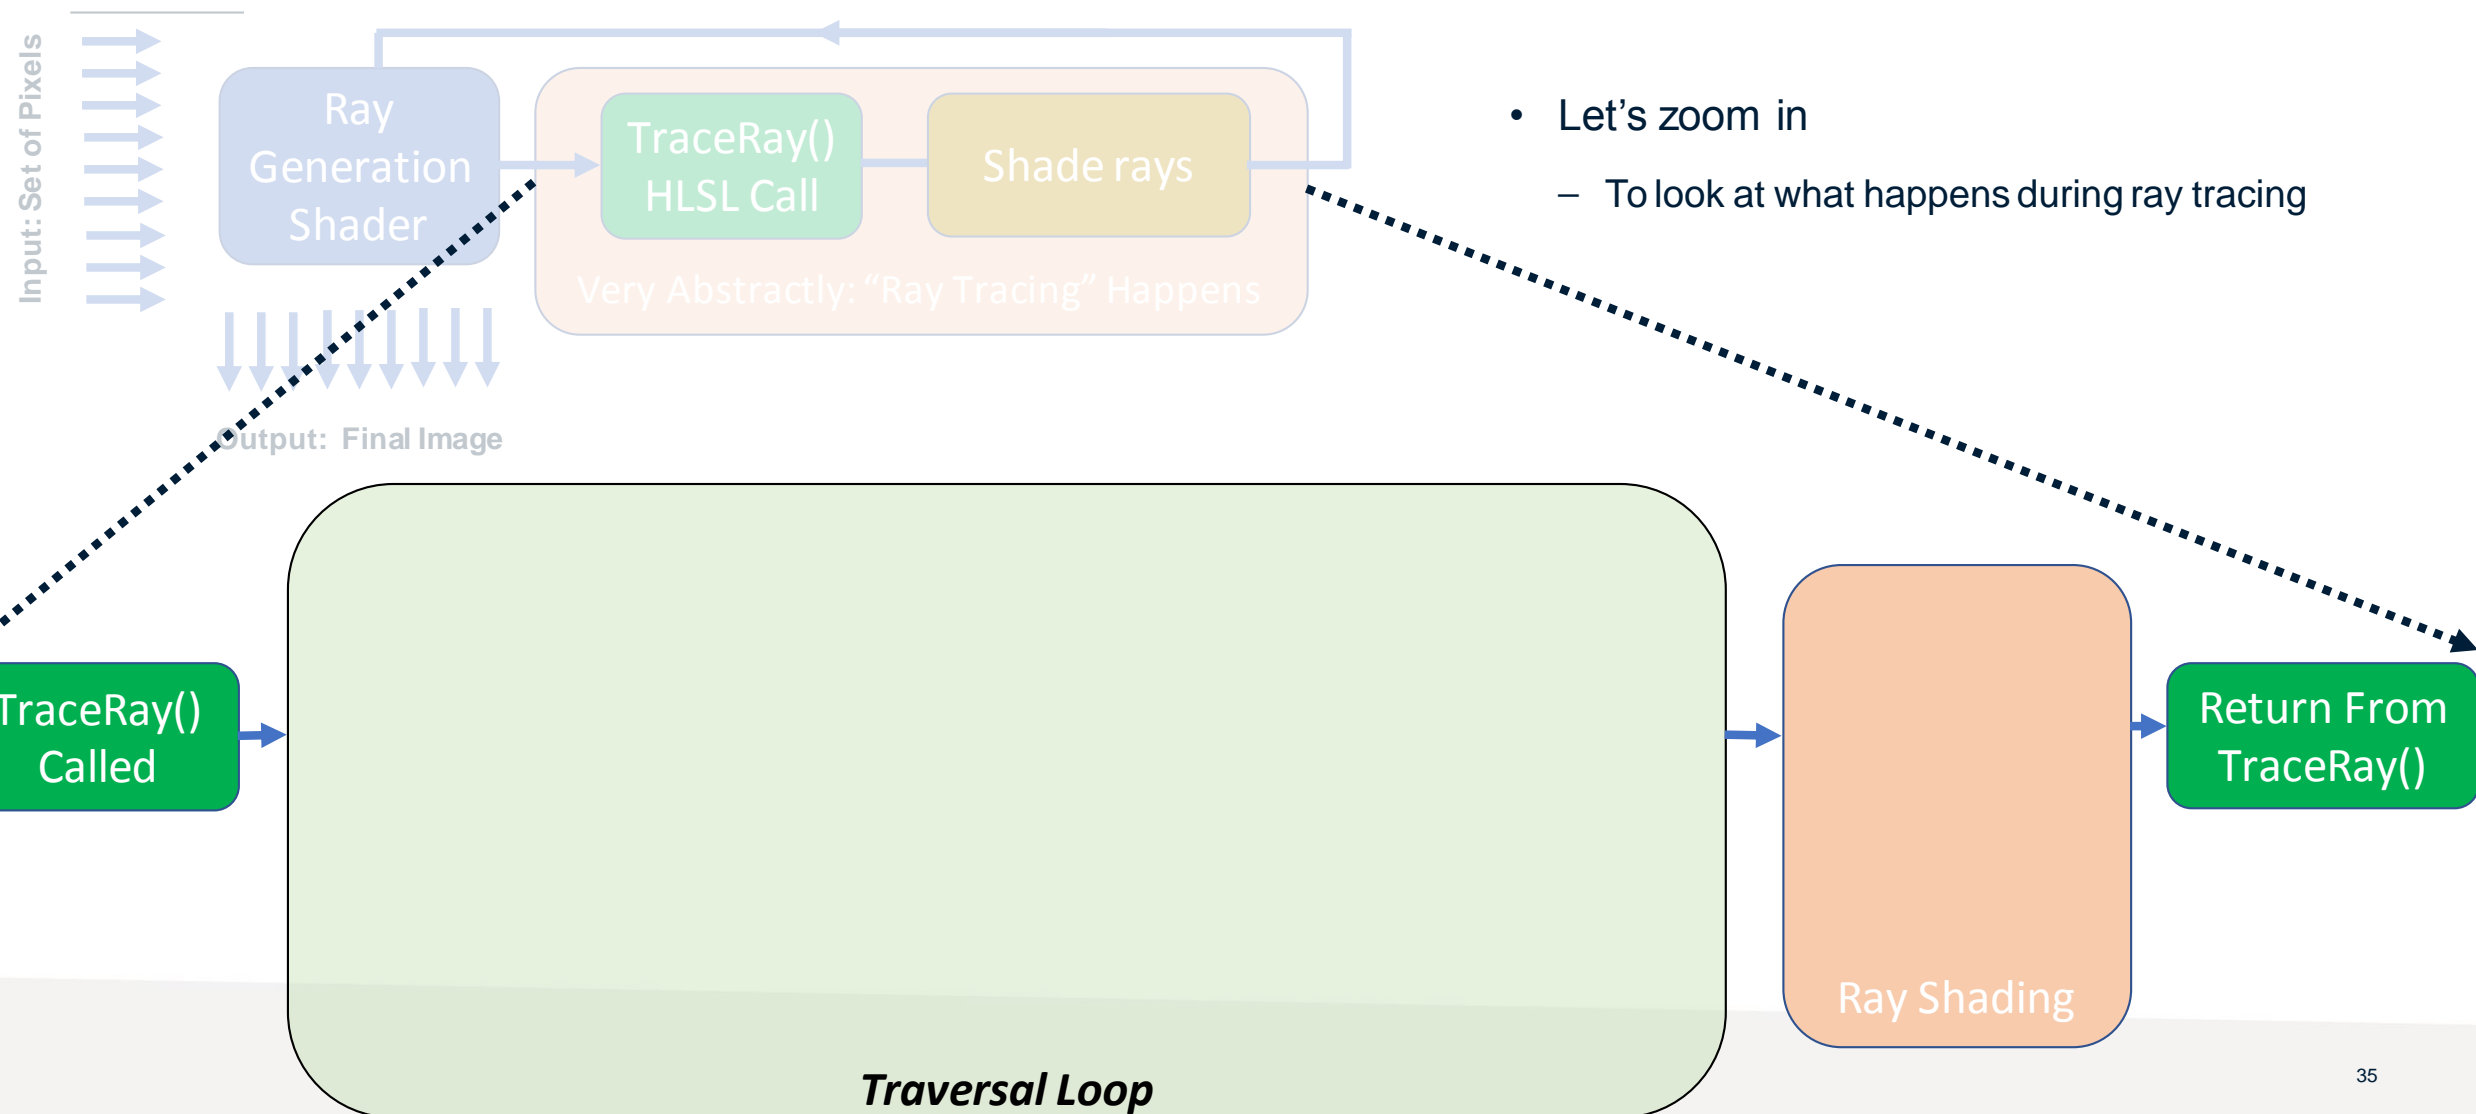 Input: Set of Pixels
Ray
Generation
Shader
TraceRay()
HLSL Call
Shade rays
Very Abstractly: “Ray Tracing” Happens
Output: Final Image
• Let’s zoom in
– To look at what happens during ray tracing
TraceRay()
Called
Traversal Loop
Ray Shading
Return From
TraceRay()
35